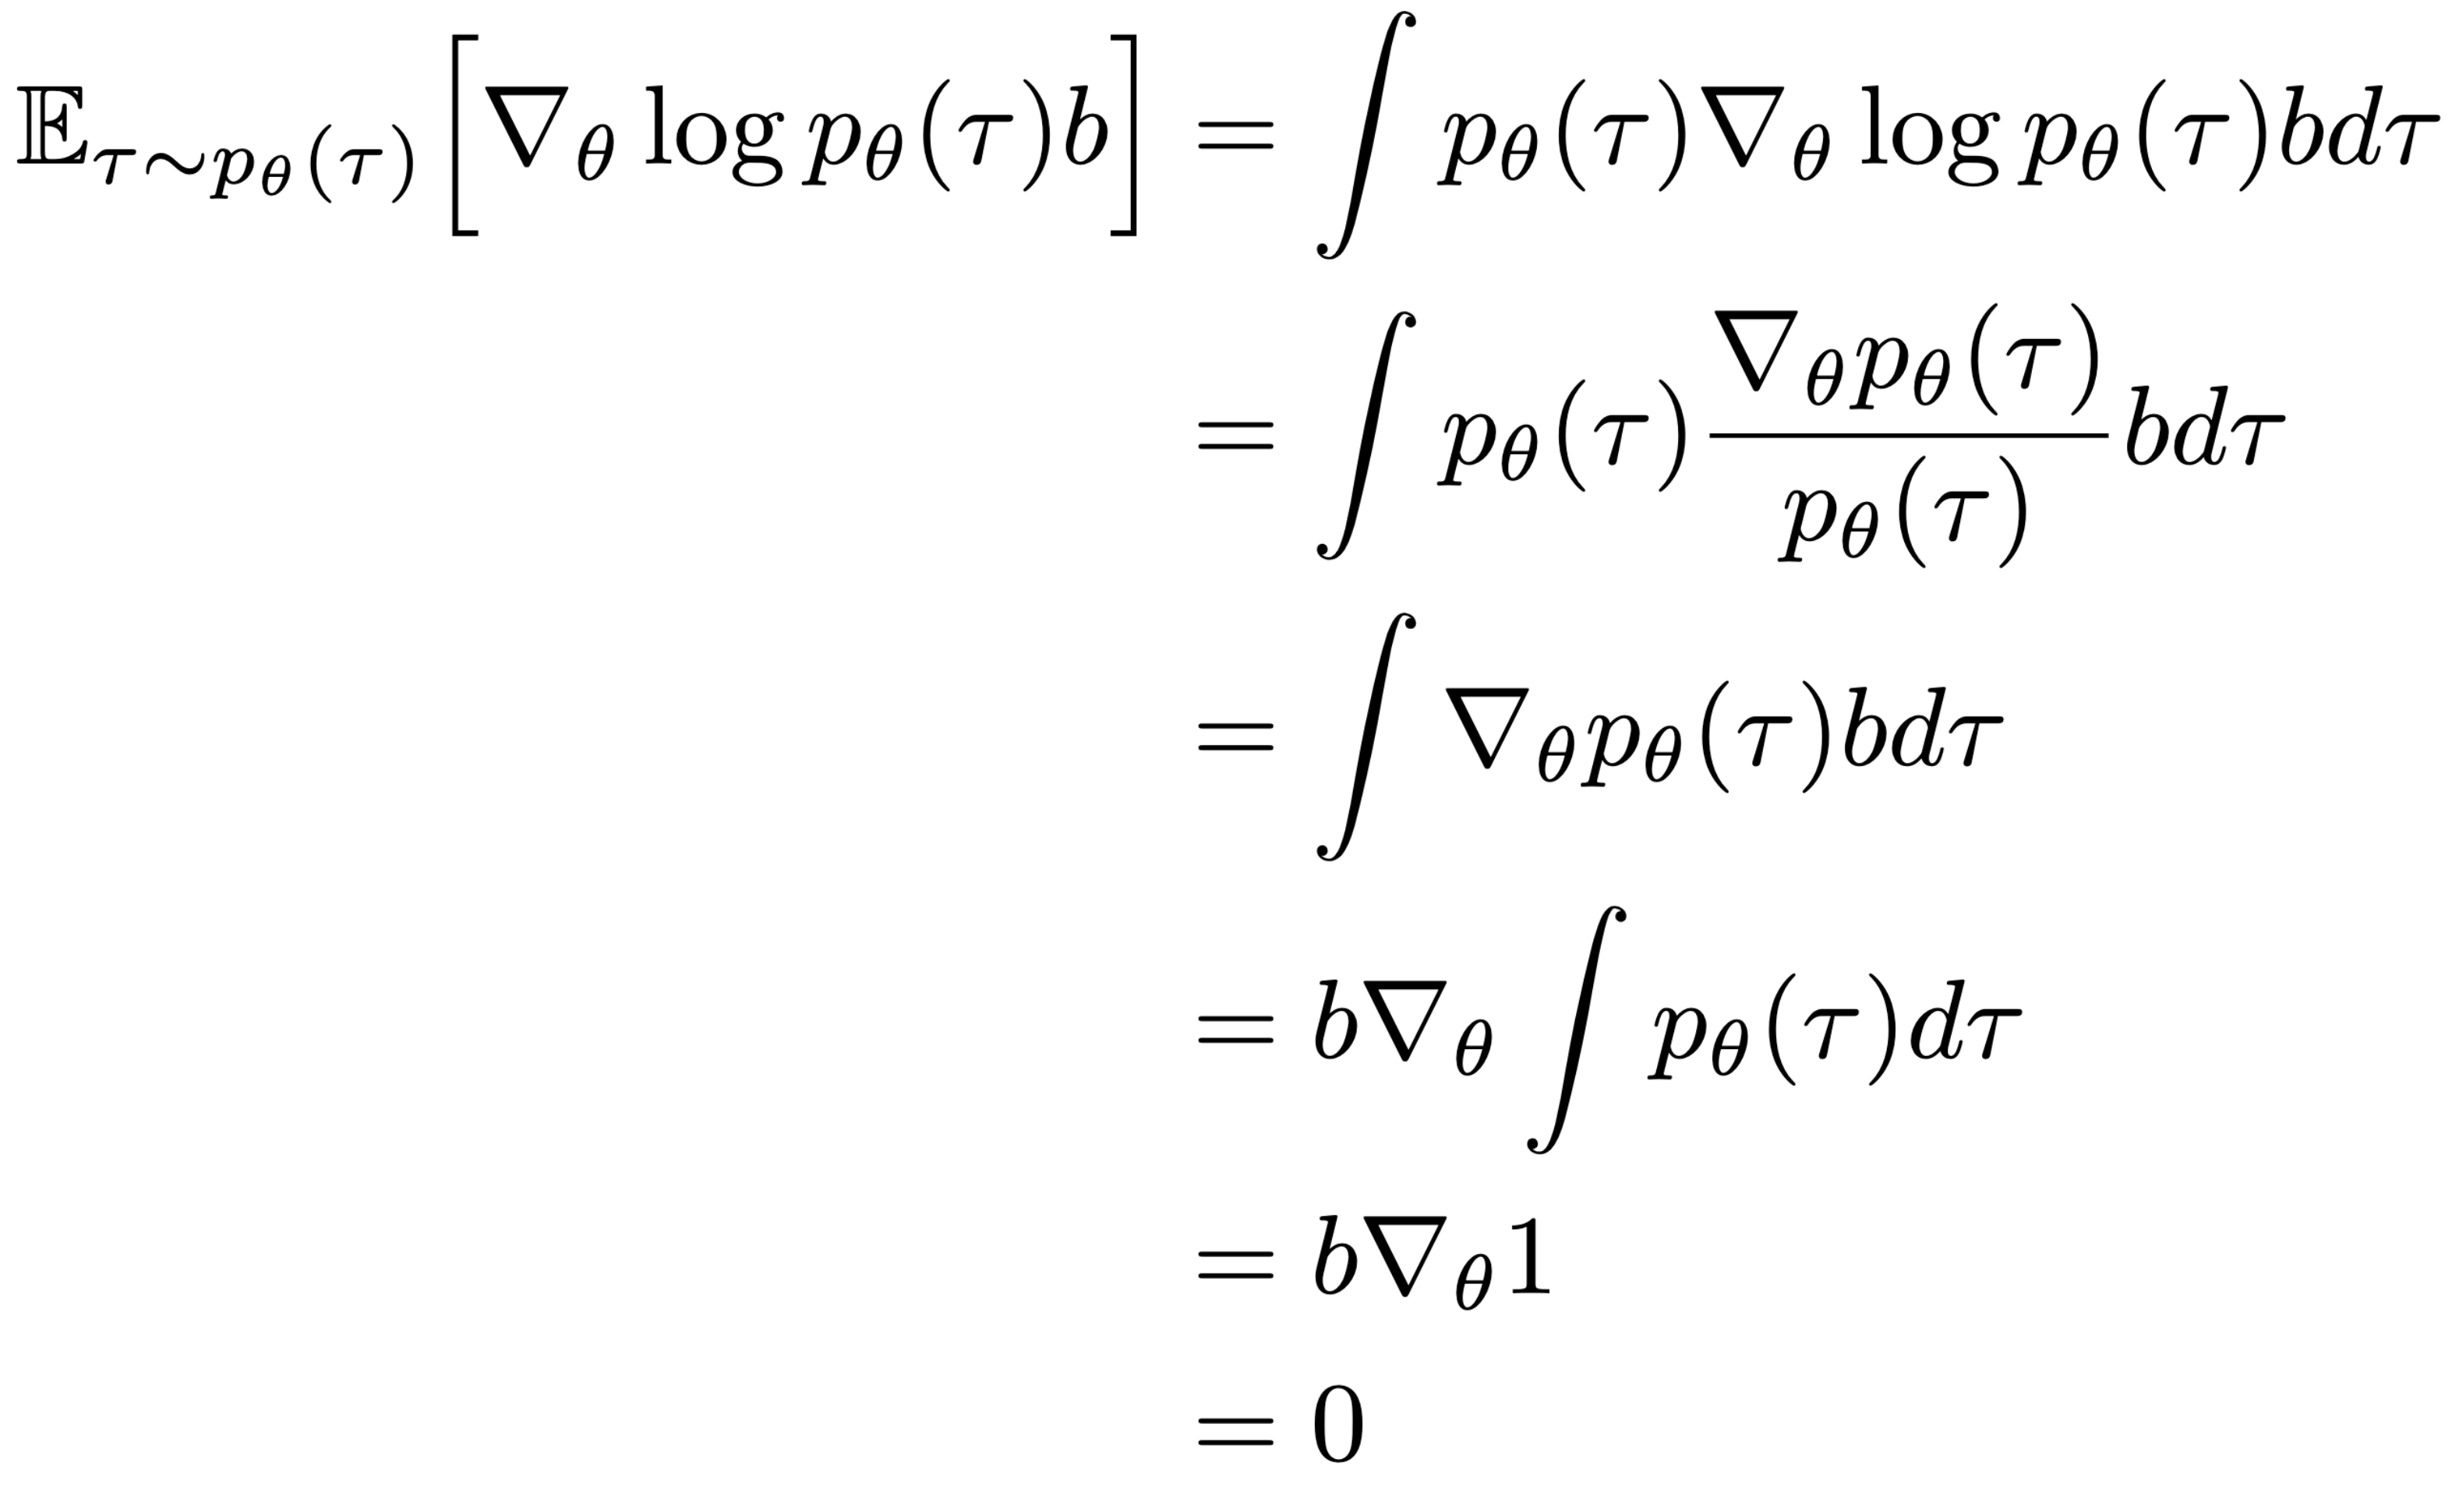 $\mathbb{E}_{\tau \sim p_\theta(\tau)} \left[ \nabla_\theta \log p_\theta(\tau) b \right] = \int p_\theta(\tau) \nabla_\theta \log p_\theta(\tau) b d\tau$
$= \int p_\theta(\tau) \frac{\nabla_\theta p_\theta(\tau)}{p_\theta(\tau)} b d\tau$
$= \int \nabla_\theta p_\theta(\tau) b d\tau$
$= b \nabla_\theta \int p_\theta(\tau) d\tau$
$= b \nabla_\theta 1$
$= 0$